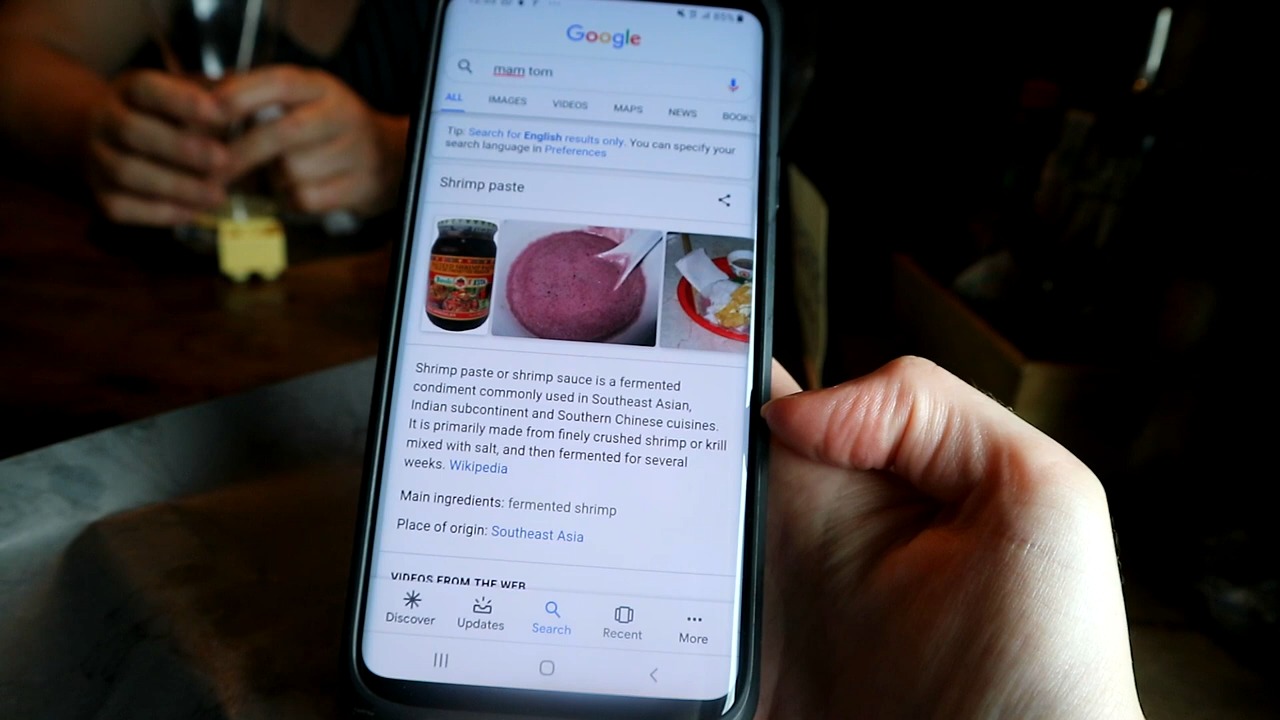 85%
Google
mam tom
ALL IMAGES VIDEOS MAPS NEWS BOOKS
Tip: Search for English results only. You can specify your
search language in Preferences
Shrimp paste
Shrimp paste or shrimp sauce is a fermented
condiment commonly used in Southeast Asian,
Indian subcontinent and Southern Chinese cuisines.
It is primarily made from finely crushed shrimp or krill
mixed with salt, and then fermented for several
weeks. Wikipedia
Main ingredients: fermented shrimp
Place of origin: Southeast Asia
VIDEOS FROM THE WEB
Discover Updates Search Recent More